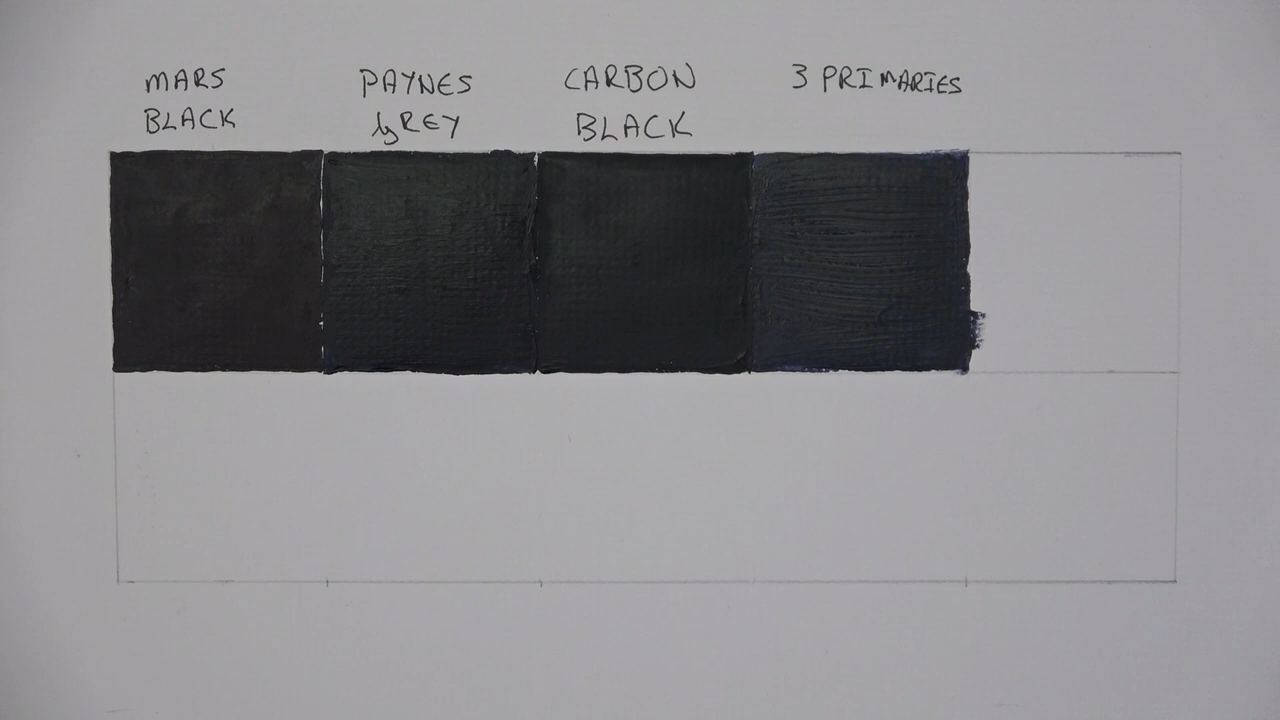 MARS
BLACK
PAYNES
GREY
CARBON
BLACK
3 PRIMARIES